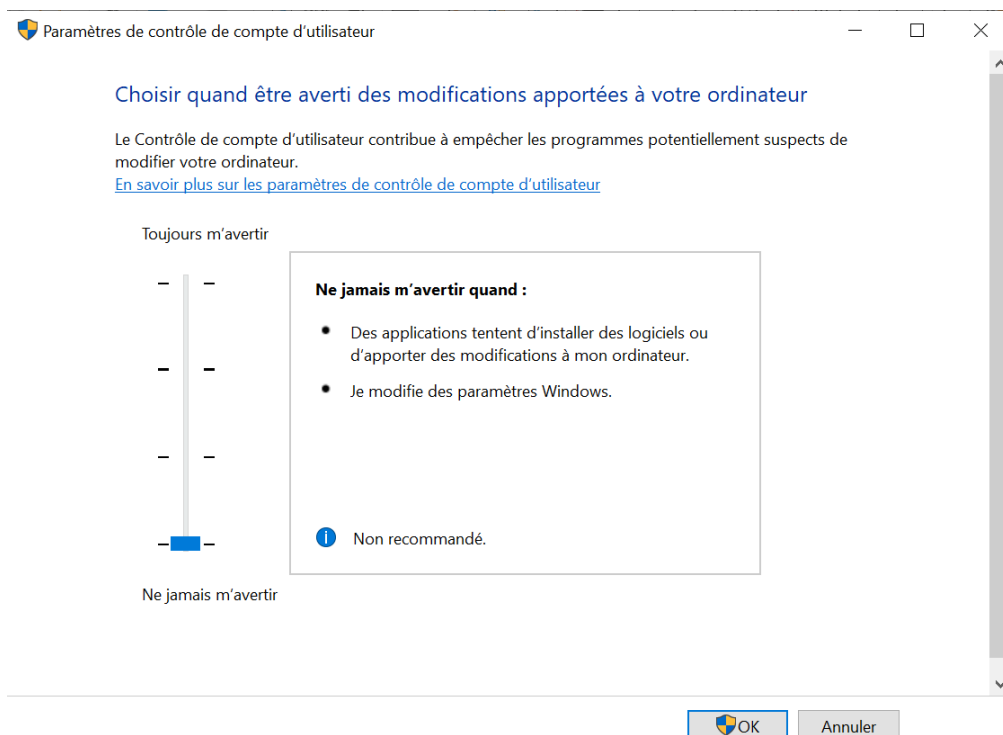 Paramètres de contrôle de compte d'utilisateur
Choisir quand être averti des modifications apportées à votre ordinateur
Le Contrôle de compte d'utilisateur contribue à empêcher les programmes potentiellement suspects de
modifier votre ordinateur.
En savoir plus sur les paramètres de contrôle de compte d'utilisateur
Toujours m'avertir
Ne jamais m'avertir quand :
Des applications tentent d'installer des logiciels ou
d'apporter des modifications à mon ordinateur.
Je modifie des paramètres Windows.
Non recommandé.
Ne jamais m'avertir
OK
Annuler